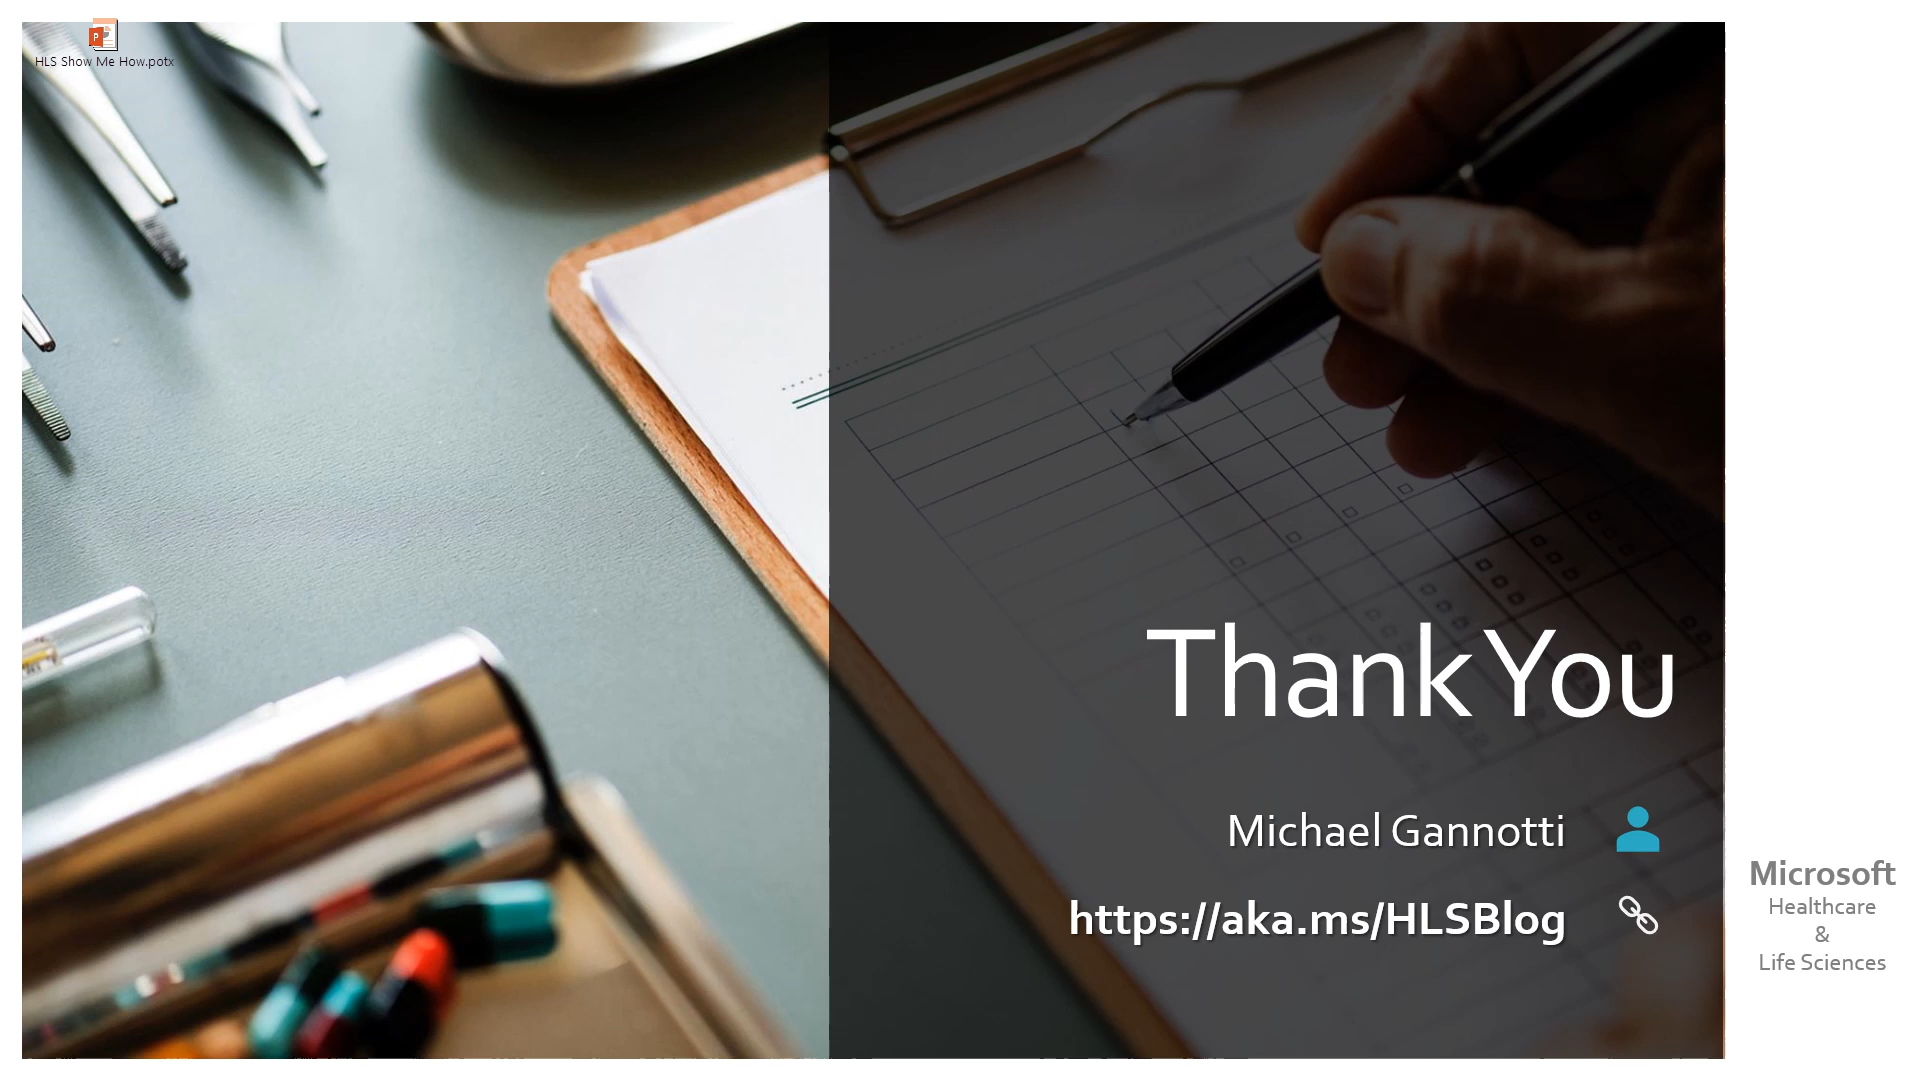 HLS Show Me How.potx
Thank You
Michael Gannotti
https://aka.ms/HLSBlog
Microsoft
Healthcare
&
Life Sciences